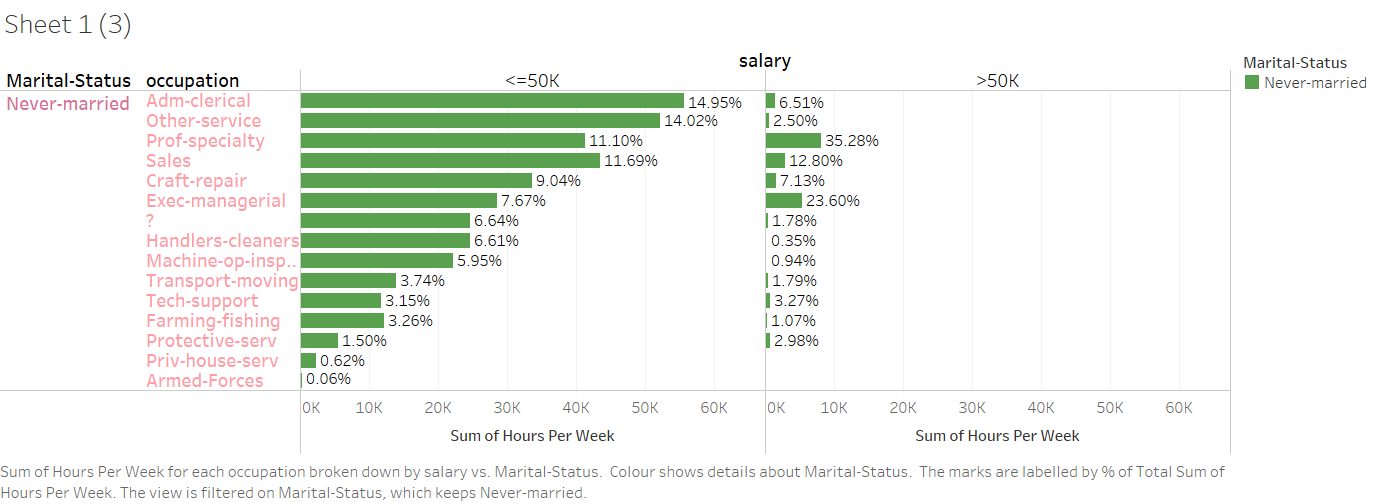 Sheet 1 (3)
salary
Marital-Status occupation <=50K >50K
Never-married Adm-clerical 14.95% 6.51%
Other-service 14.02% 2.50%
Prof-specialty 11.10% 35.28%
Sales 11.69% 12.80%
Craft-repair 9.04% 7.13%
Exec-managerial 7.67% 23.60%
? 6.64% 1.78%
Handlers-cleaners 6.61% 0.35%
Machine-op-insp.. 5.95% 0.94%
Transport-moving 3.74% 1.79%
Tech-support 3.15% 3.27%
Farming-fishing 3.26% 1.07%
Protective-serv 1.50% 2.98%
Priv-house-serv 0.62%
Armed-Forces 0.06%
0K 10K 20K 30K 40K 50K 60K 0K 10K 20K 30K 40K 50K 60K
Sum of Hours Per Week Sum of Hours Per Week
Marital-Status
Never-married
Sum of Hours Per Week for each occupation broken down by salary vs. Marital-Status.  Colour shows details about Marital-Status.  The marks are labelled by % of Total Sum of
Hours Per Week. The view is filtered on Marital-Status, which keeps Never-married.